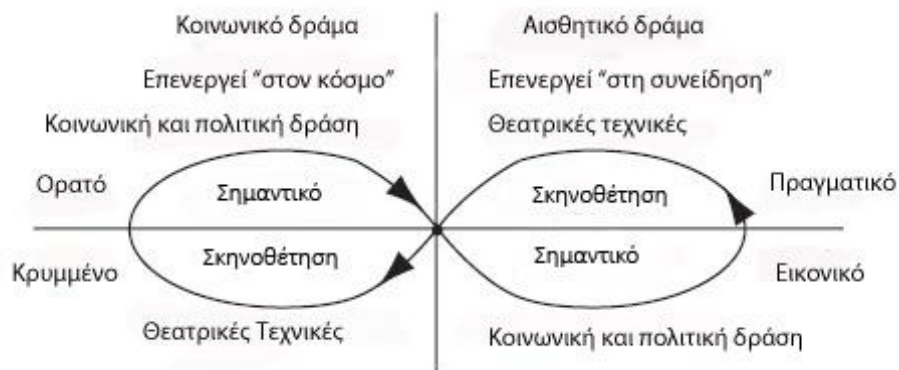 Κοινωνικό δράμα
Αισθητικό δράμα
Επενεργεί “στον κόσμο”
Επενεργεί “στη συνείδηση”
Κοινωνική και πολιτική δράση
Θεατρικές τεχνικές
Ορατό
Σημαντικό
Σκηνοθέτηση
Πραγματικό
Κρυμμένο
Σκηνοθέτηση
Σημαντικό
Εικονικό
Θεατρικές Τεχνικές
Κοινωνική και πολιτική δράση